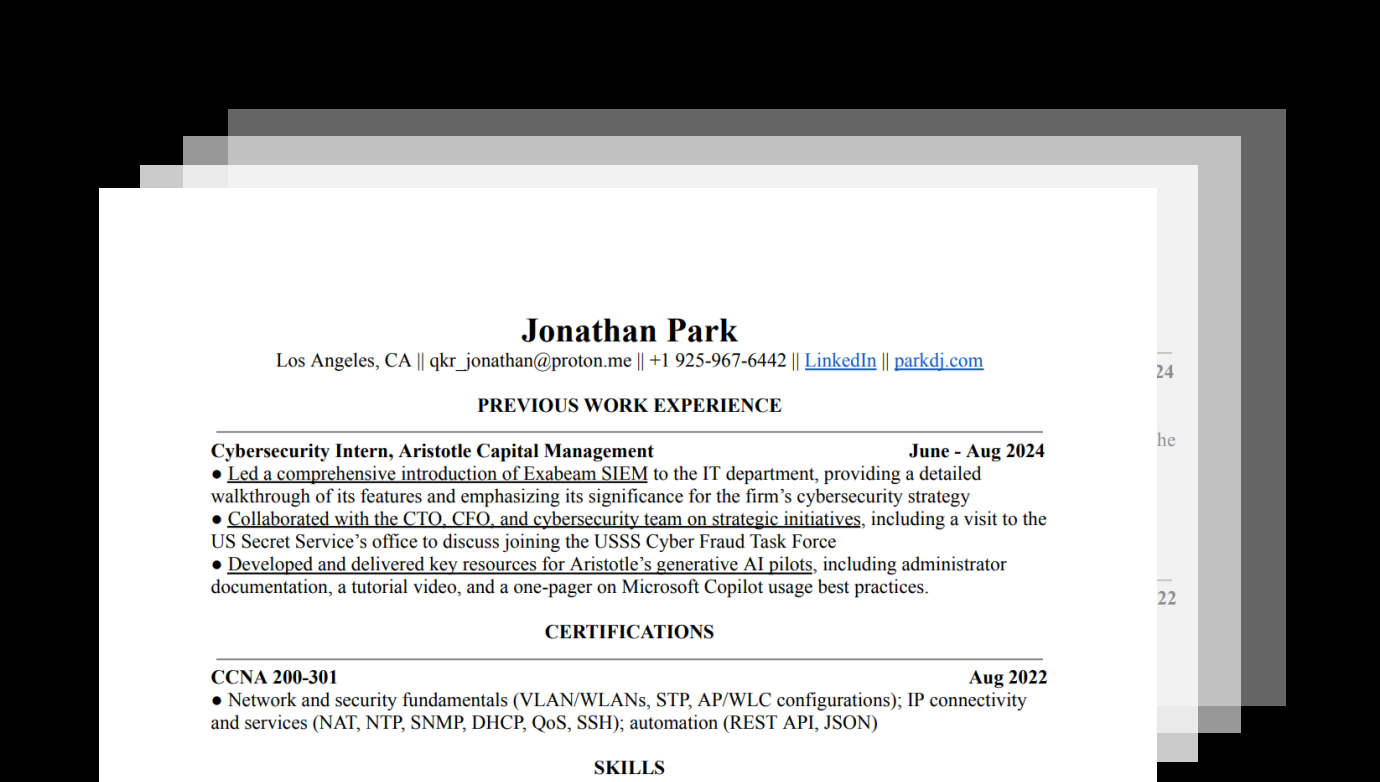 Jonathan Park
Los Angeles, CA || qkr_jonathan@proton.me || +1 925-967-6442 || LinkedIn || parkdj.com
PREVIOUS WORK EXPERIENCE
Cybersecurity Intern, Aristotle Capital Management June - Aug 2024
● Led a comprehensive introduction of Exabeam SIEM to the IT department, providing a detailed
walkthrough of its features and emphasizing its significance for the firm’s cybersecurity strategy
● Collaborated with the CTO, CFO, and cybersecurity team on strategic initiatives, including a visit to the
US Secret Service’s office to discuss joining the USSS Cyber Fraud Task Force
● Developed and delivered key resources for Aristotle’s generative AI pilots, including administrator
documentation, a tutorial video, and a one-pager on Microsoft Copilot usage best practices.
CERTIFICATIONS
CCNA 200-301 Aug 2022
● Network and security fundamentals (VLAN/WLANs, STP, AP/WLC configurations); IP connectivity
and services (NAT, NTP, SNMP, DHCP, QoS, SSH); automation (REST API, JSON)
SKILLS
24
he
22